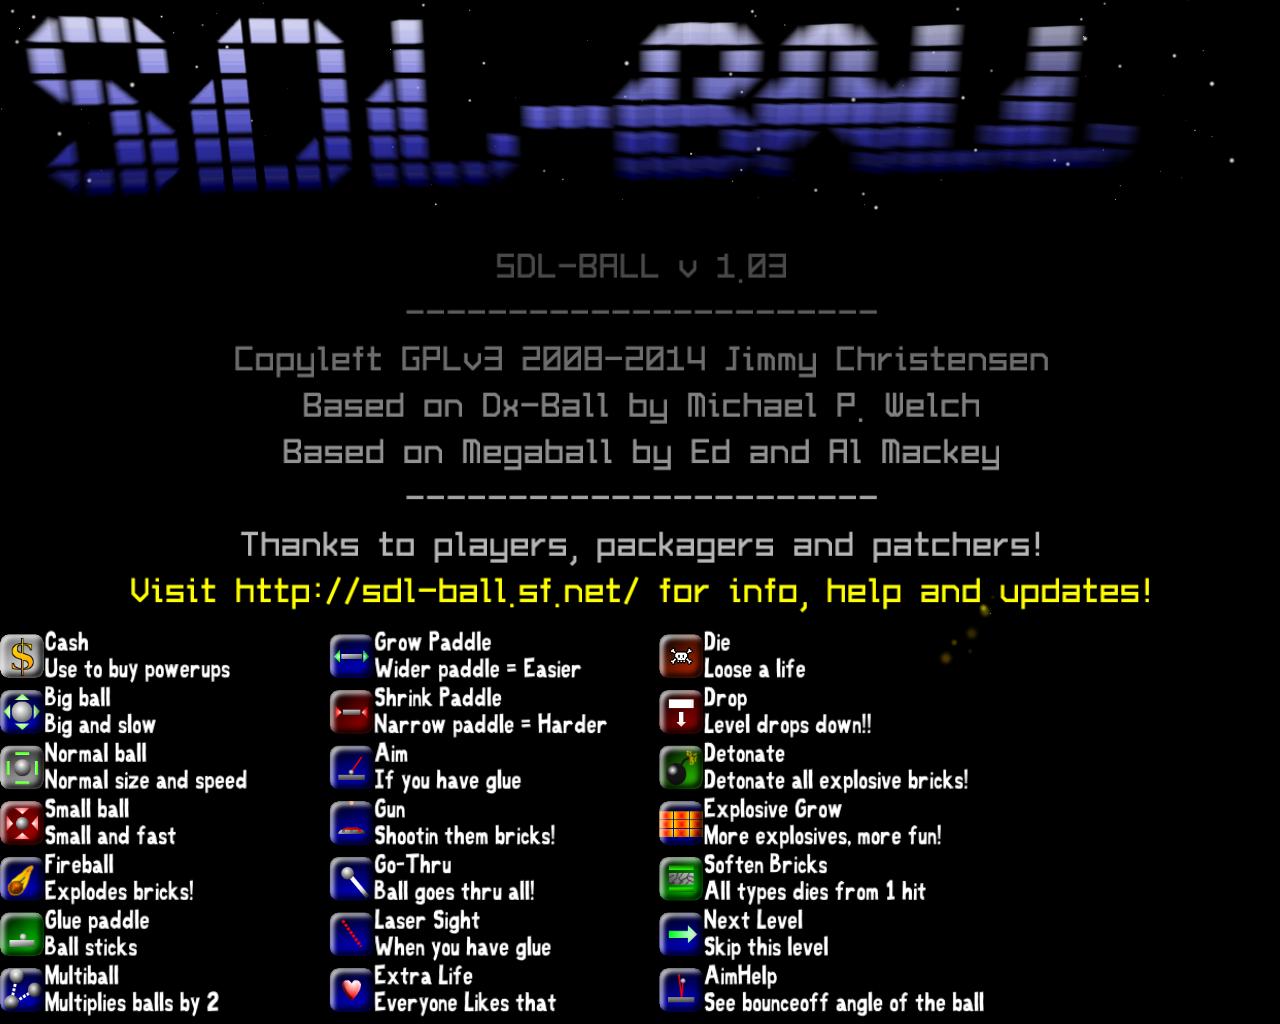 SDL-BALL
SDL-BALL v 1.03
-----------------------
Copyleft GPLv3 2008-2014 Jimmy Christensen
Based on Dx-Ball by Michael P. Welch
Based on Megaball by Ed and Al Mackey
-----------------------
Thanks to players, packagers and patchers!
Visit http://sdl-ball.sf.net/ for info, help and updates!
Cash
Use to buy powerups
Big ball
Big and slow
Normal ball
Normal size and speed
Small ball
Small and fast
Fireball
Explodes bricks!
Glue paddle
Ball sticks
Multiball
Multiplies balls by 2
Grow Paddle
Wider paddle = Easier
Shrink Paddle
Narrow paddle = Harder
Aim
If you have glue
Gun
Shootin them bricks!
Go-Thru
Ball goes thru all!
Laser Sight
When you have glue
Extra Life
Everyone Likes that
Die
Loose a life
Drop
Level drops down!!
Detonate
Detonate all explosive bricks!
Explosive Grow
More explosives, more fun!
Soften Bricks
All types dies from 1 hit
Next Level
Skip this level
AimHelp
See bounceoff angle of the ball